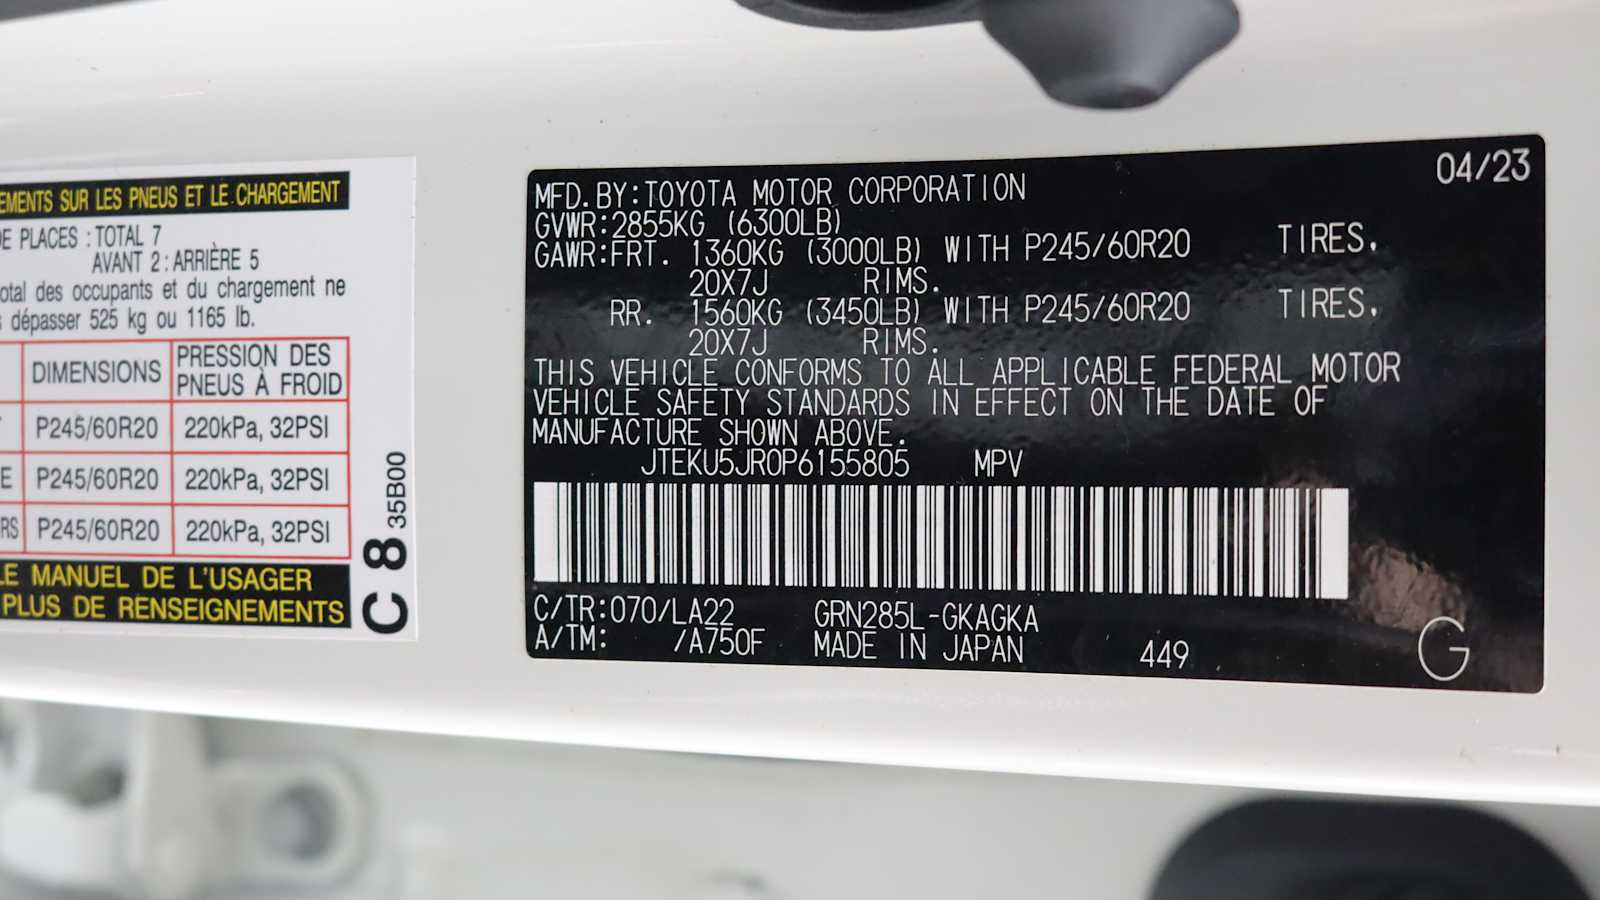 EMENTS SUR LES PNEUS ET LE CHARGEMENT
DE PLACES : TOTAL 7
AVANT 2 : ARRIÈRE 5
otal des occupants et du chargement ne
s dépasser 525 kg ou 1165 lb.
DIMENSIONS PRESSION DES PNEUS À FROID
P245/60R20 220kPa, 32PSI
E P245/60R20 220kPa, 32PSI
RS P245/60R20 220kPa, 32PSI
LE MANUEL DE L'USAGER
PLUS DE RENSEIGNEMENTS
C 8 35B00
04/23
MFD.BY:TOYOTA MOTOR CORPORATION
GVWR:2855KG (6300LB)
GAWR:FRT. 1360KG (3000LB) WITH P245/60R20 TIRES,
20X7J RIMS.
RR. 1560KG (3450LB) WITH P245/60R20 TIRES,
20X7J RIMS.
THIS VEHICLE CONFORMS TO ALL APPLICABLE FEDERAL MOTOR
VEHICLE SAFETY STANDARDS IN EFFECT ON THE DATE OF
MANUFACTURE SHOWN ABOVE.
JTEKU5JR0P6155805 MPV
C/TR:070/LA22 GRN285L-GKAGKA
A/TM: /A750F MADE IN JAPAN 449 G